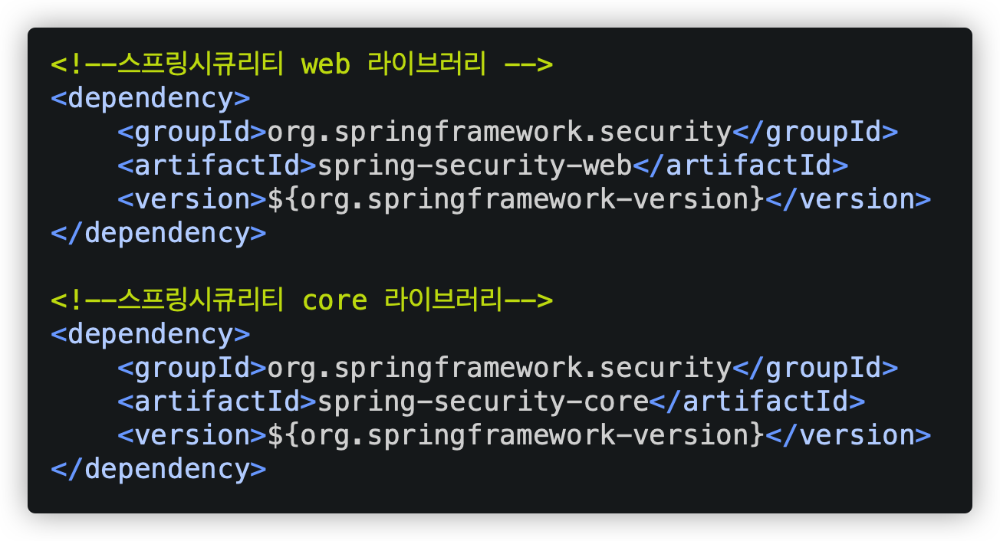 <!--스프링시큐리티 web 라이브러리 -->
<dependency>
    <groupId>org.springframework.security</groupId>
    <artifactId>spring-security-web</artifactId>
    <version>${org.springframework-version}</version>
</dependency>

<!--스프링시큐리티 core 라이브러리-->
<dependency>
    <groupId>org.springframework.security</groupId>
    <artifactId>spring-security-core</artifactId>
    <version>${org.springframework-version}</version>
</dependency>